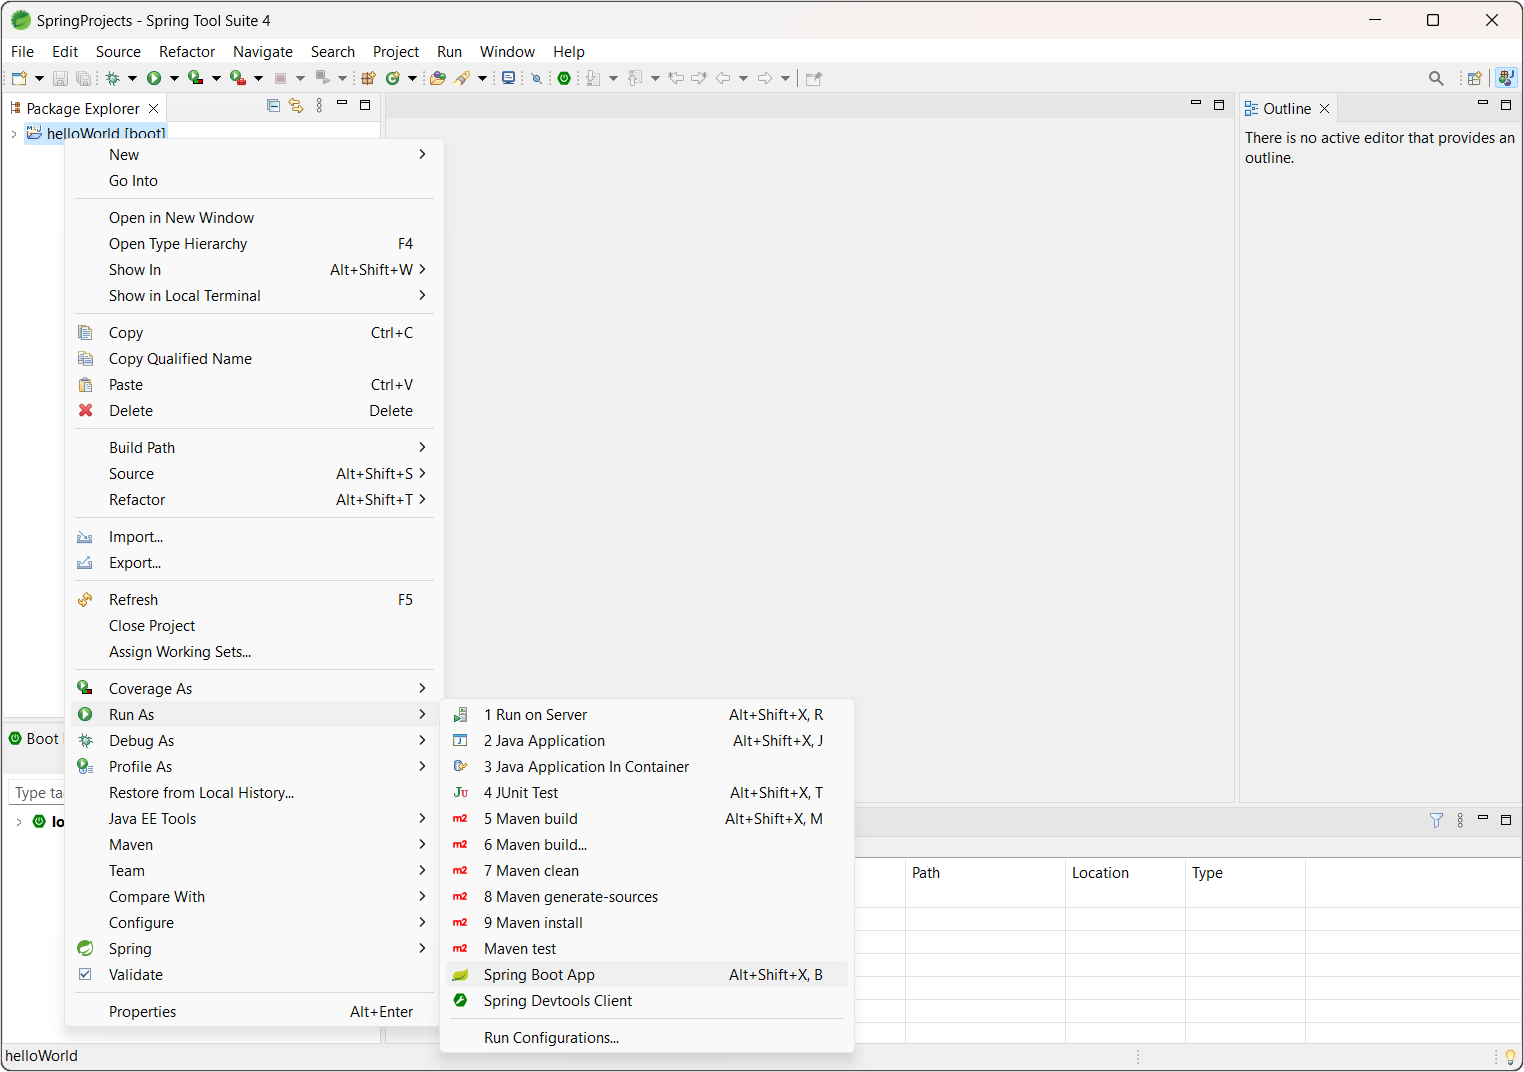 SpringProjects - Spring Tool Suite 4
File Edit Source Refactor Navigate Search Project Run Window Help
Package Explorer
helloWorld [boot]
New
Go Into
Open in New Window
Open Type Hierarchy F4
Show In Alt+Shift+W
Show in Local Terminal
Copy Ctrl+C
Copy Qualified Name
Paste Ctrl+V
Delete Delete
Build Path
Source Alt+Shift+S
Refactor Alt+Shift+T
Import...
Export...
Refresh F5
Close Project
Assign Working Sets...
Coverage As
Run As
Debug As
Profile As
Restore from Local History...
Java EE Tools
Maven
Team
Compare With
Configure
Spring
Validate
Properties Alt+Enter
1 Run on Server Alt+Shift+X, R
2 Java Application Alt+Shift+X, J
3 Java Application In Container
4 JUnit Test Alt+Shift+X, T
5 Maven build Alt+Shift+X, M
6 Maven build...
7 Maven clean
8 Maven generate-sources
9 Maven install
Maven test
Spring Boot App Alt+Shift+X, B
Spring Devtools Client
Run Configurations...
Outline
There is no active editor that provides an
outline.
Boot
Type
Path Location Type
helloWorld